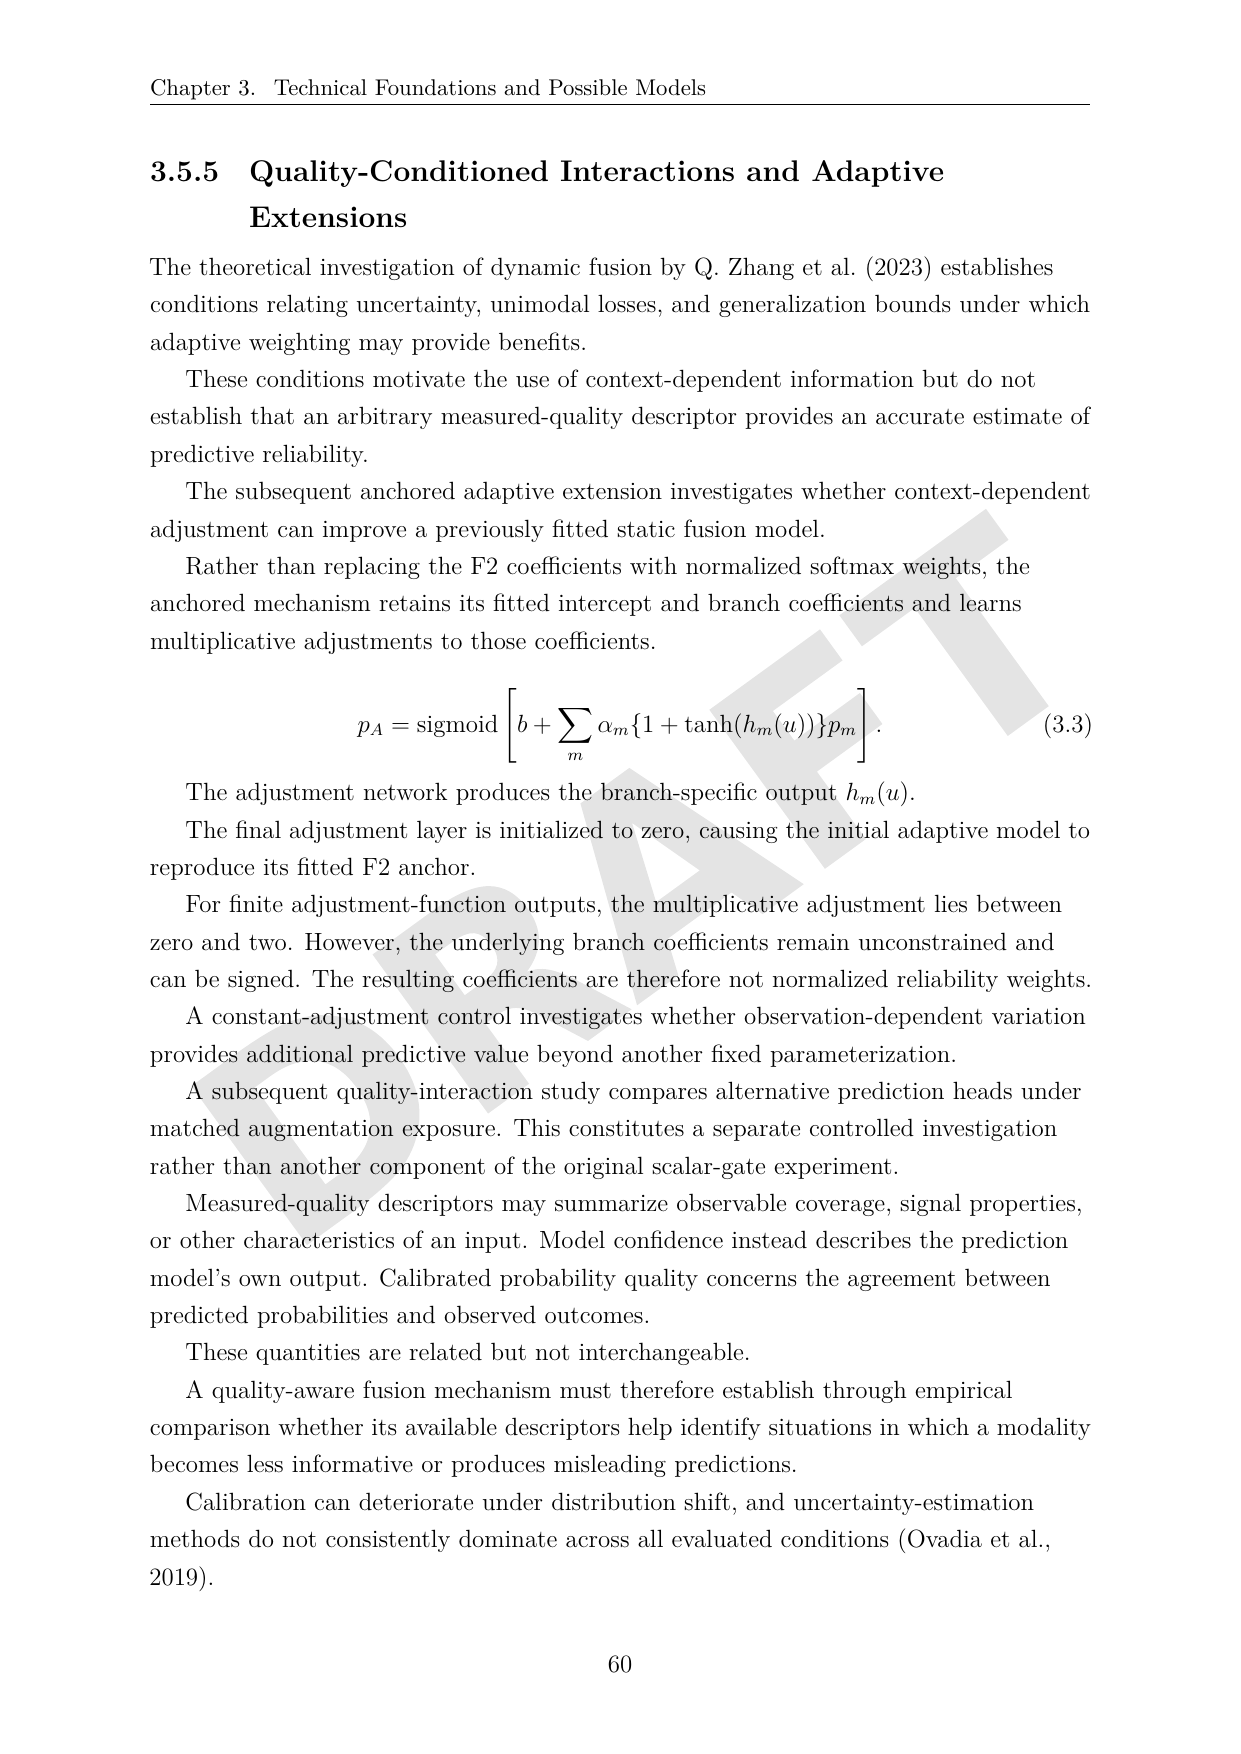 Chapter 3. Technical Foundations and Possible Models
3.5.5 Quality-Conditioned Interactions and Adaptive
Extensions
The theoretical investigation of dynamic fusion by Q. Zhang et al. (2023) establishes
conditions relating uncertainty, unimodal losses, and generalization bounds under which
adaptive weighting may provide benefits.
These conditions motivate the use of context-dependent information but do not
establish that an arbitrary measured-quality descriptor provides an accurate estimate of
predictive reliability.
The subsequent anchored adaptive extension investigates whether context-dependent
adjustment can improve a previously fitted static fusion model.
Rather than replacing the F2 coefficients with normalized softmax weights, the
anchored mechanism retains its fitted intercept and branch coefficients and learns
multiplicative adjustments to those coefficients.
p_A = sigmoid [b + ∑_m α_m{1 + tanh(h_m(u))}p_m]. (3.3)
The adjustment network produces the branch-specific output h_m(u).
The final adjustment layer is initialized to zero, causing the initial adaptive model to
reproduce its fitted F2 anchor.
For finite adjustment-function outputs, the multiplicative adjustment lies between
zero and two. However, the underlying branch coefficients remain unconstrained and
can be signed. The resulting coefficients are therefore not normalized reliability weights.
A constant-adjustment control investigates whether observation-dependent variation
provides additional predictive value beyond another fixed parameterization.
A subsequent quality-interaction study compares alternative prediction heads under
matched augmentation exposure. This constitutes a separate controlled investigation
rather than another component of the original scalar-gate experiment.
Measured-quality descriptors may summarize observable coverage, signal properties,
or other characteristics of an input. Model confidence instead describes the prediction
model's own output. Calibrated probability quality concerns the agreement between
predicted probabilities and observed outcomes.
These quantities are related but not interchangeable.
A quality-aware fusion mechanism must therefore establish through empirical
comparison whether its available descriptors help identify situations in which a modality
becomes less informative or produces misleading predictions.
Calibration can deteriorate under distribution shift, and uncertainty-estimation
methods do not consistently dominate across all evaluated conditions (Ovadia et al.,
2019).
60
DRAFT